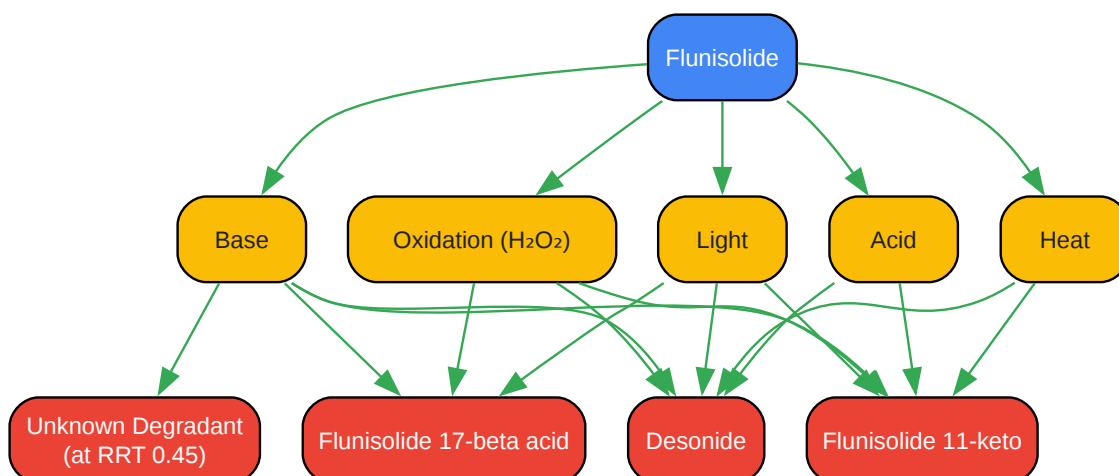 Flunisolide
Base
Oxidation (H₂O₂)
Light
Acid
Heat
Unknown Degradant
(at RRT 0.45)
Flunisolide 17-beta acid
Desonide
Flunisolide 11-keto